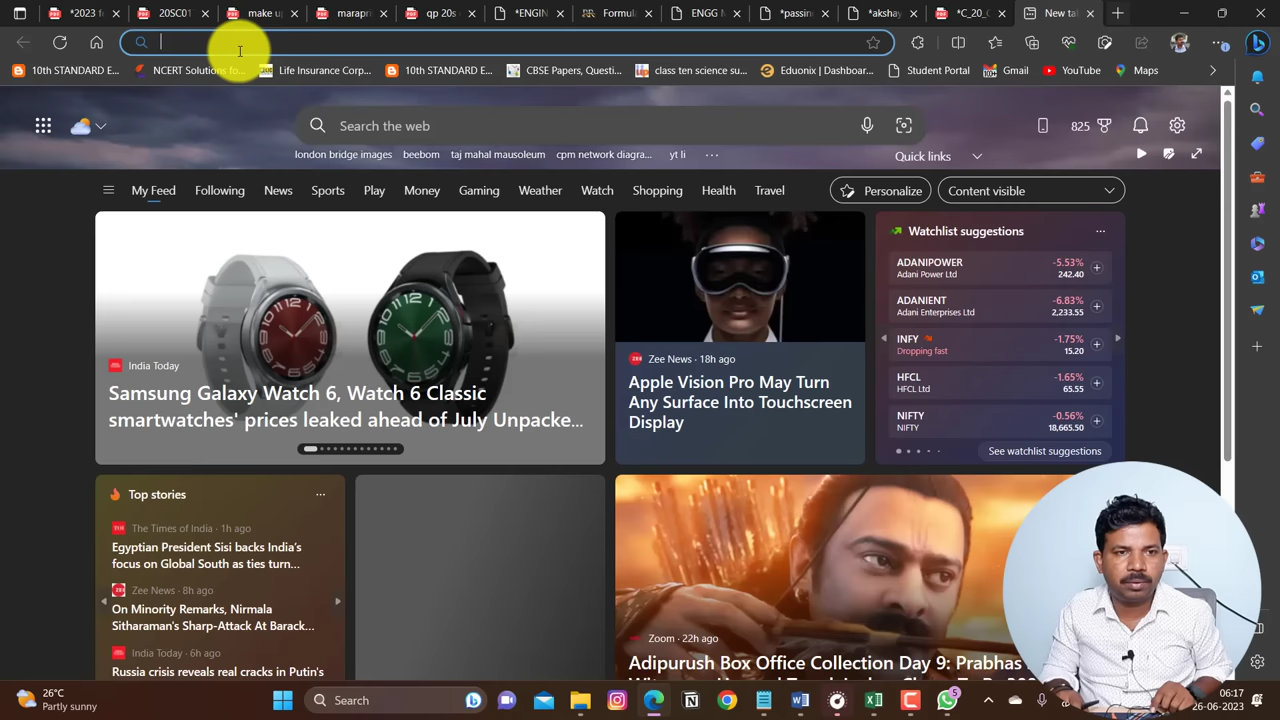 *2023 f
20SC01
make u
marapri
qp 20s
*ENGIN
Formul
ENGG M
*passin
*akshay
*C_20_C
New tab
10th STANDARD E...
NCERT Solutions fo...
Life Insurance Corp...
10th STANDARD E...
CBSE Papers, Questi...
class ten science su...
Eduonix | Dashboar...
Student Portal
Gmail
YouTube
Maps
Search the web
825
london bridge images
beebom
taj mahal mausoleum
cpm network diagra...
yt li
Quick links
My Feed
Following
News
Sports
Play
Money
Gaming
Weather
Watch
Shopping
Health
Travel
Personalize
Content visible
India Today
Samsung Galaxy Watch 6, Watch 6 Classic
smartwatches' prices leaked ahead of July Unpacke...
Zee News · 18h ago
Apple Vision Pro May Turn
Any Surface Into Touchscreen
Display
Watchlist suggestions
ADANIPOWER -5.53%
Adani Power Ltd 242.40
ADANIENT -6.83%
Adani Enterprises Ltd 2,233.55
INFY -1.75%
Dropping fast 15.20
HFCL -1.65%
HFCL Ltd 65.55
NIFTY -0.56%
NIFTY 18,665.50
See watchlist suggestions
Top stories
The Times of India · 1h ago
Egyptian President Sisi backs India's
focus on Global South as ties turn...
Zee News · 8h ago
On Minority Remarks, Nirmala
Sitharaman's Sharp-Attack At Barack...
India Today · 6h ago
Russia crisis reveals real cracks in Putin's
Zoom · 22h ago
Adipurush Box Office Collection Day 9: Prabhas
26°C
Partly sunny
Search
5
06:17
26-06-2023